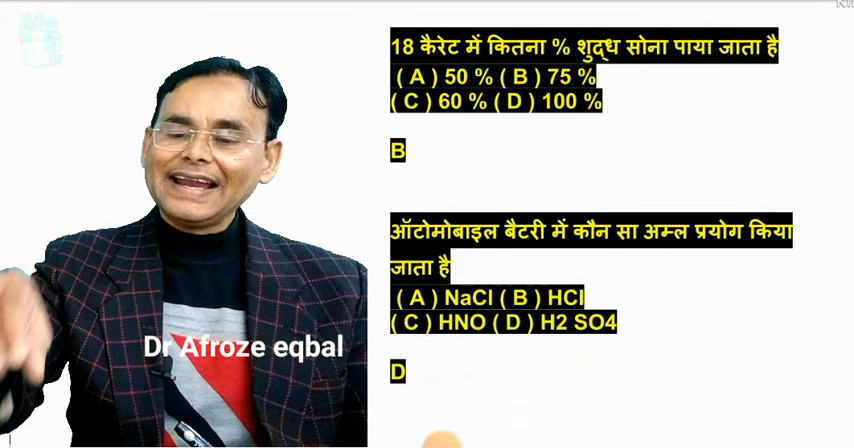 18 कैरेट में कितना % शुद्ध सोना पाया जाता है
( A ) 50 % ( B ) 75 %
( C ) 60 % ( D ) 100 %
B
ऑटोमोबाइल बैटरी में कौन सा अम्ल प्रयोग किया
जाता है
( A ) NaCl ( B ) HCl
( C ) HNO ( D ) H2 SO4
D
Dr Afroze eqbal